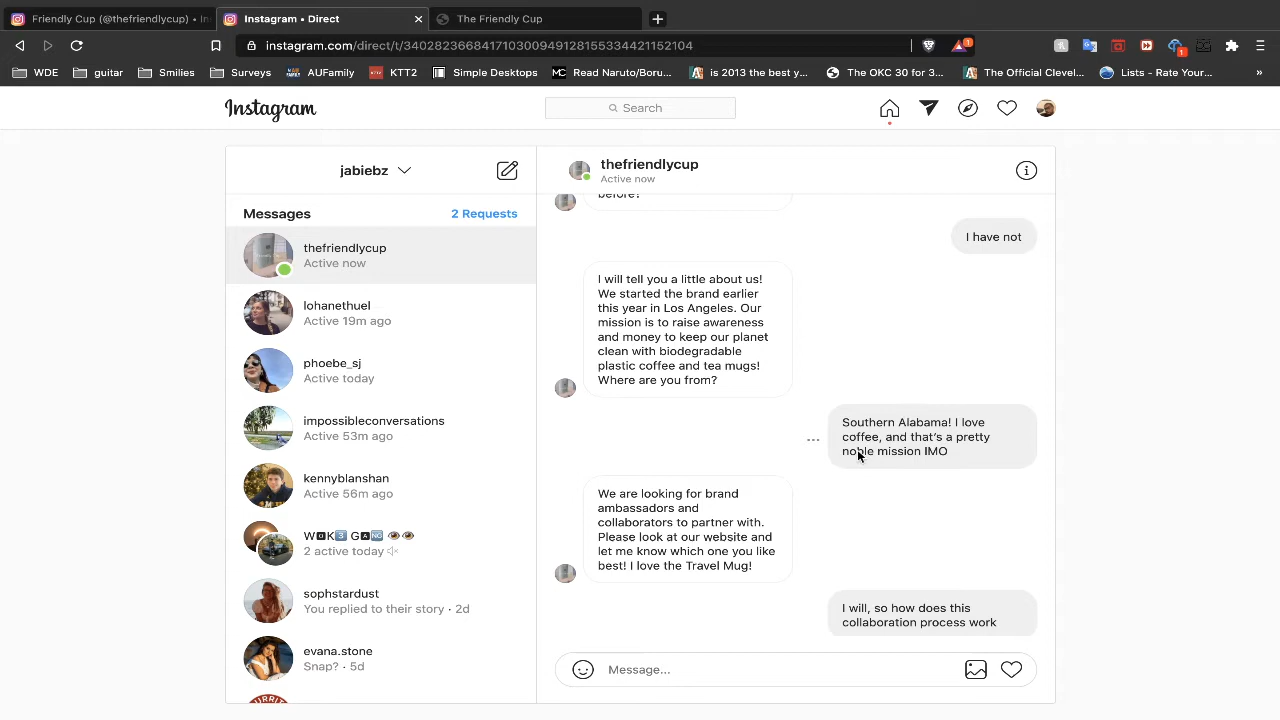 Friendly Cup (@thefriendlycup) • In
Instagram • Direct
The Friendly Cup
instagram.com/direct/t/340282366841710300949128155334421152104
1
WDE
guitar
Smilies
Surveys
AUFamily
KTT2
Simple Desktops
Read Naruto/Boru...
is 2013 the best y...
The OKC 30 for 3...
The Official Clevel...
Lists - Rate Your...
»
Instagram
Search
jabiebz
Messages
2 Requests
thefriendlycup
Active now
lohanethuel
Active 19m ago
phoebe_sj
Active today
impossibleconversations
Active 53m ago
kennyblanshan
Active 56m ago
W🅾K3️⃣ G🅰🆖 👁👁
2 active today
sophstardust
You replied to their story · 2d
evana.stone
Snap? · 5d
thefriendlycup
Active now
before?
I have not
I will tell you a little about us!
We started the brand earlier
this year in Los Angeles. Our
mission is to raise awareness
and money to keep our planet
clean with biodegradable
plastic coffee and tea mugs!
Where are you from?
Southern Alabama! I love
coffee, and that's a pretty
noble mission IMO
We are looking for brand
ambassadors and
collaborators to partner with.
Please look at our website and
let me know which one you like
best! I love the Travel Mug!
I will, so how does this
collaboration process work
Message...